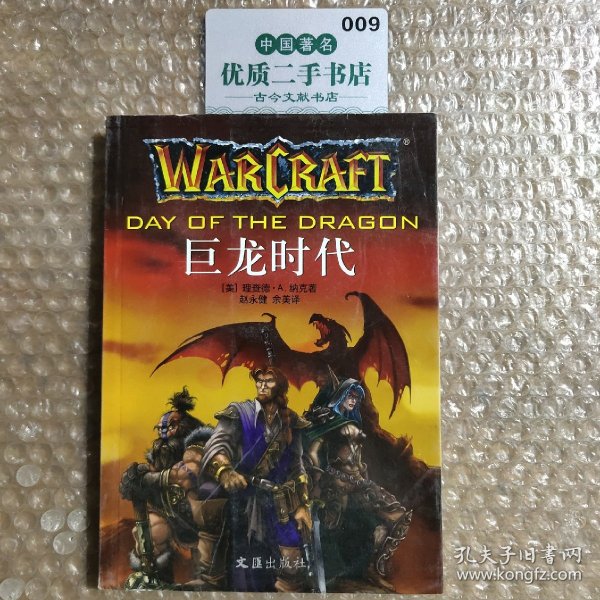 009
中国著名
优质二手书店
古今文献书店
WARCRAFT®
DAY OF THE DRAGON
巨龙时代
[美] 理查德·A. 纳克著
赵永健 余美译
文匯出版社
孔夫子旧书网
www.kongfz.com